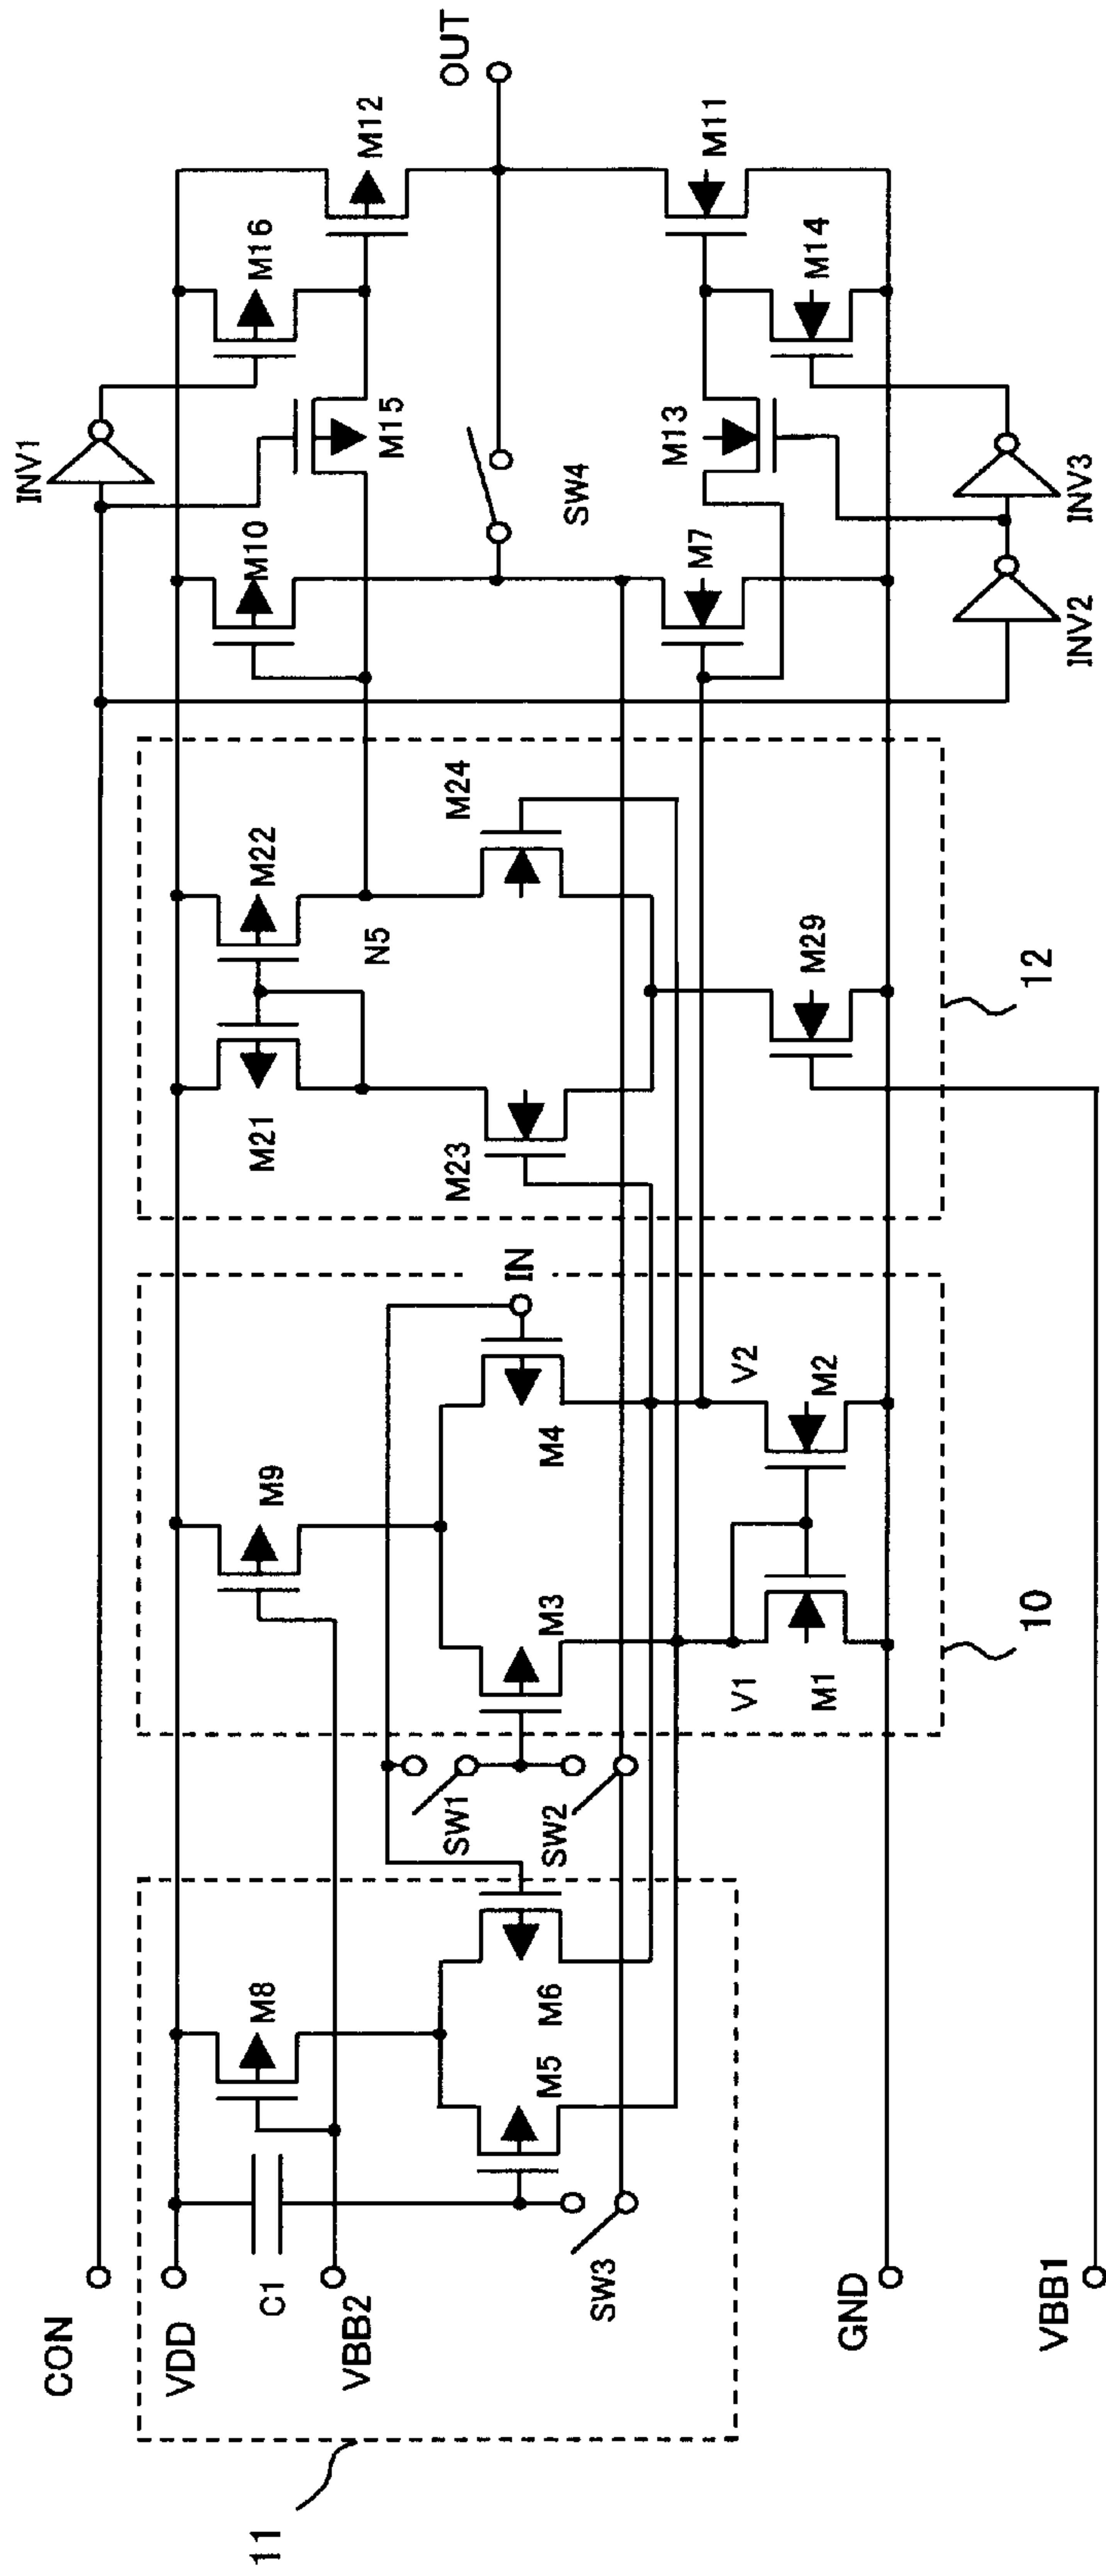 11
CON
VDD
C1
VBB2
SW3
GND
VBB1
M8
M6
M5
SW1
SW2
10
M9
M3
M4
IN
V1
V2
M1
M2
12
M21
M22
M23
M24
N5
M29
INV1
M10
M16
M15
M12
SW4
OUT
M7
M13
M14
M11
INV2
INV3